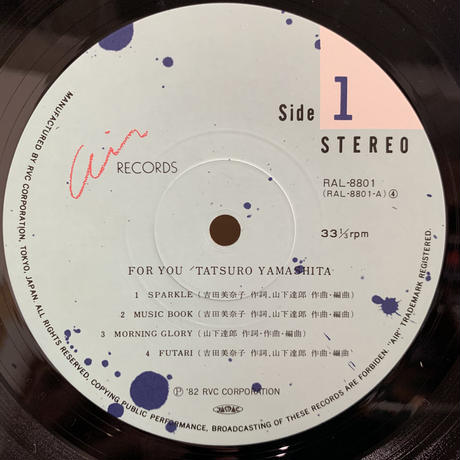 Side 1
STEREO
Air RECORDS
RAL-8801
(RAL-8801-A) ④
33⅓rpm
FOR YOU / TATSURO YAMASHITA
1 SPARKLE (吉田美奈子 作詞, 山下達郎 作曲・編曲)
2 MUSIC BOOK (吉田美奈子 作詞, 山下達郎 作曲・編曲)
3 MORNING GLORY (山下達郎 作詞・作曲・編曲)
4 FUTARI (吉田美奈子 作詞, 山下達郎 作曲・編曲)
Ⓟ '82 RVC CORPORATION
JASRAC
MANUFACTURED BY RVC CORPORATION, TOKYO, JAPAN. ALL RIGHTS RESERVED. COPYING PUBLIC PERFORMANCE, BROADCASTING OF THESE RECORDS ARE FORBIDDEN. "AIR" TRADEMARK REGISTERED.